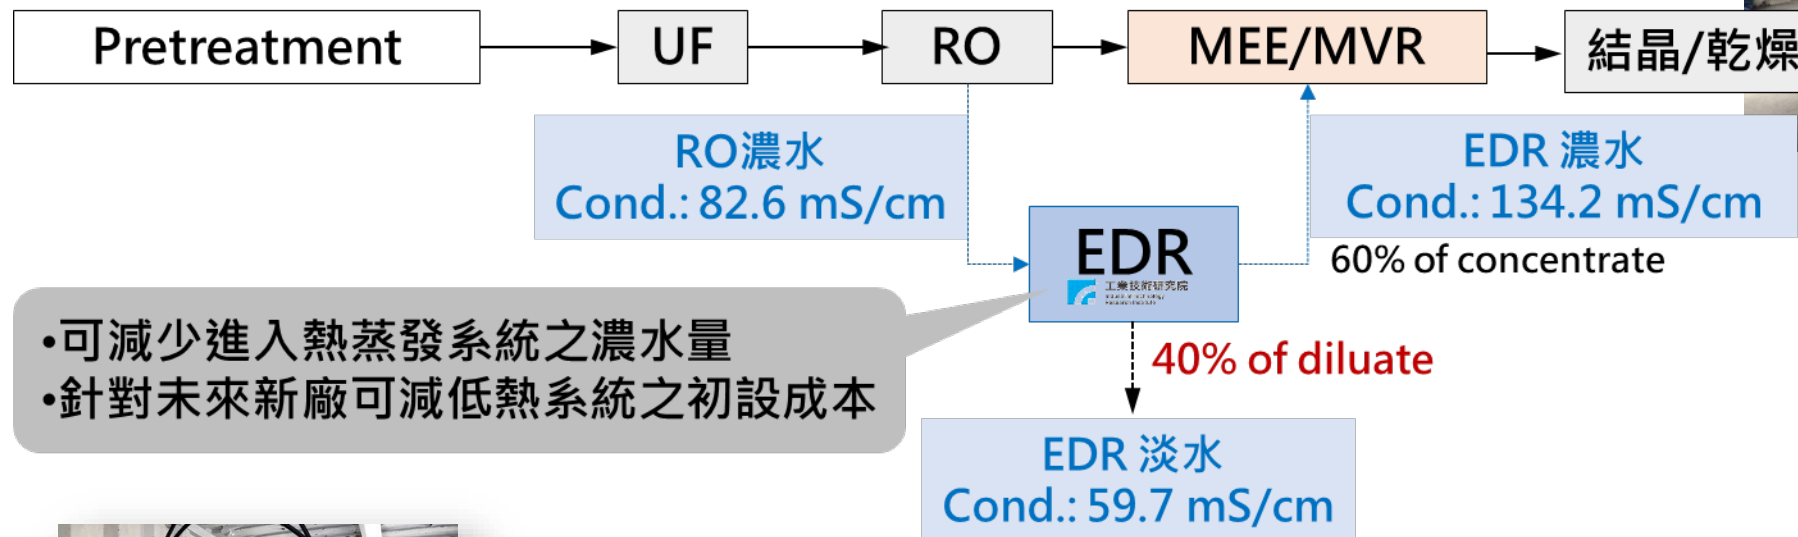 Pretreatment
UF
RO
MEE/MVR
結晶/乾燥
RO濃水
Cond.: 82.6 mS/cm
EDR 濃水
Cond.: 134.2 mS/cm
60% of concentrate
EDR
工業技術研究院
Industrial Technology
Research Institute
•可減少進入熱蒸發系統之濃水量
•針對未來新廠可減低熱系統之初設成本
40% of diluate
EDR 淡水
Cond.: 59.7 mS/cm